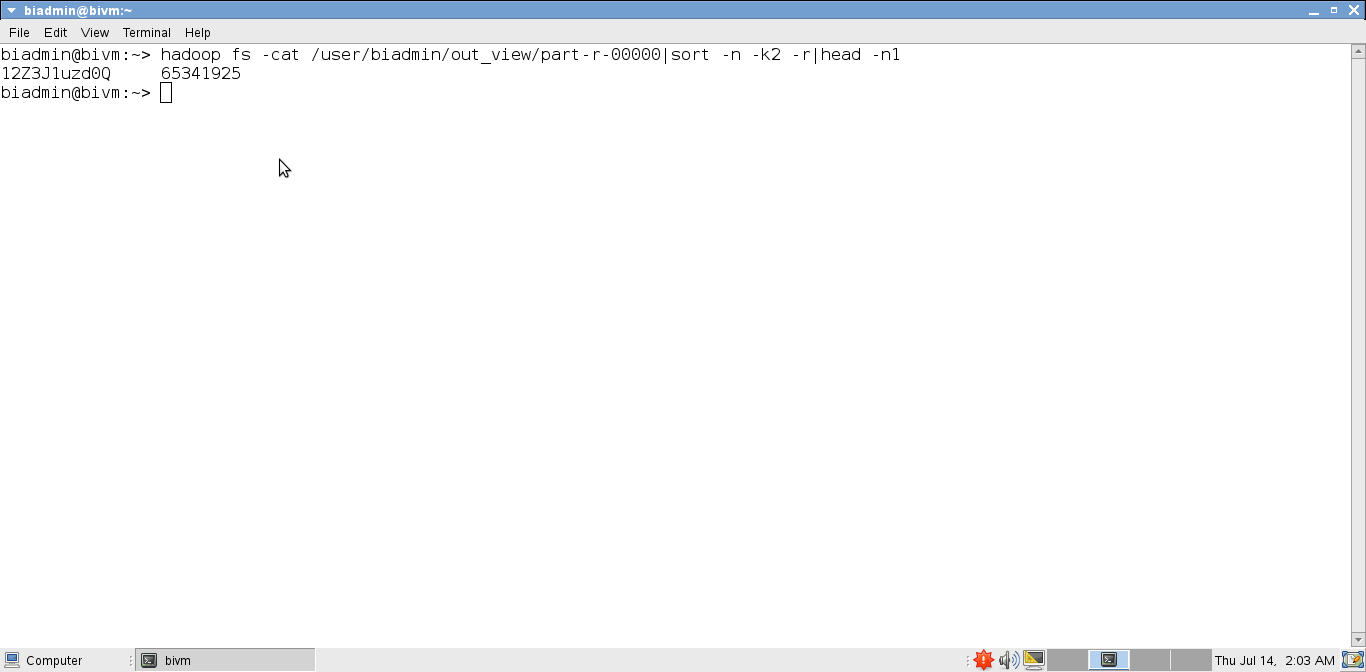 biadmin@bivm:~
File Edit View Terminal Help
biadmin@bivm:~> hadoop fs -cat /user/biadmin/out_view/part-r-00000|sort -n -k2 -r|head -n1
12Z3J1uzd0Q     65341925
biadmin@bivm:~>
Computer bivm Thu Jul 14, 2:03 AM